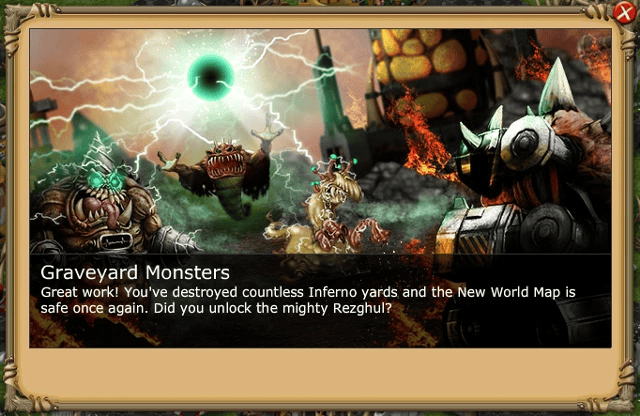 Graveyard Monsters
Great work! You've destroyed countless Inferno yards and the New World Map is
safe once again. Did you unlock the mighty Rezghul?